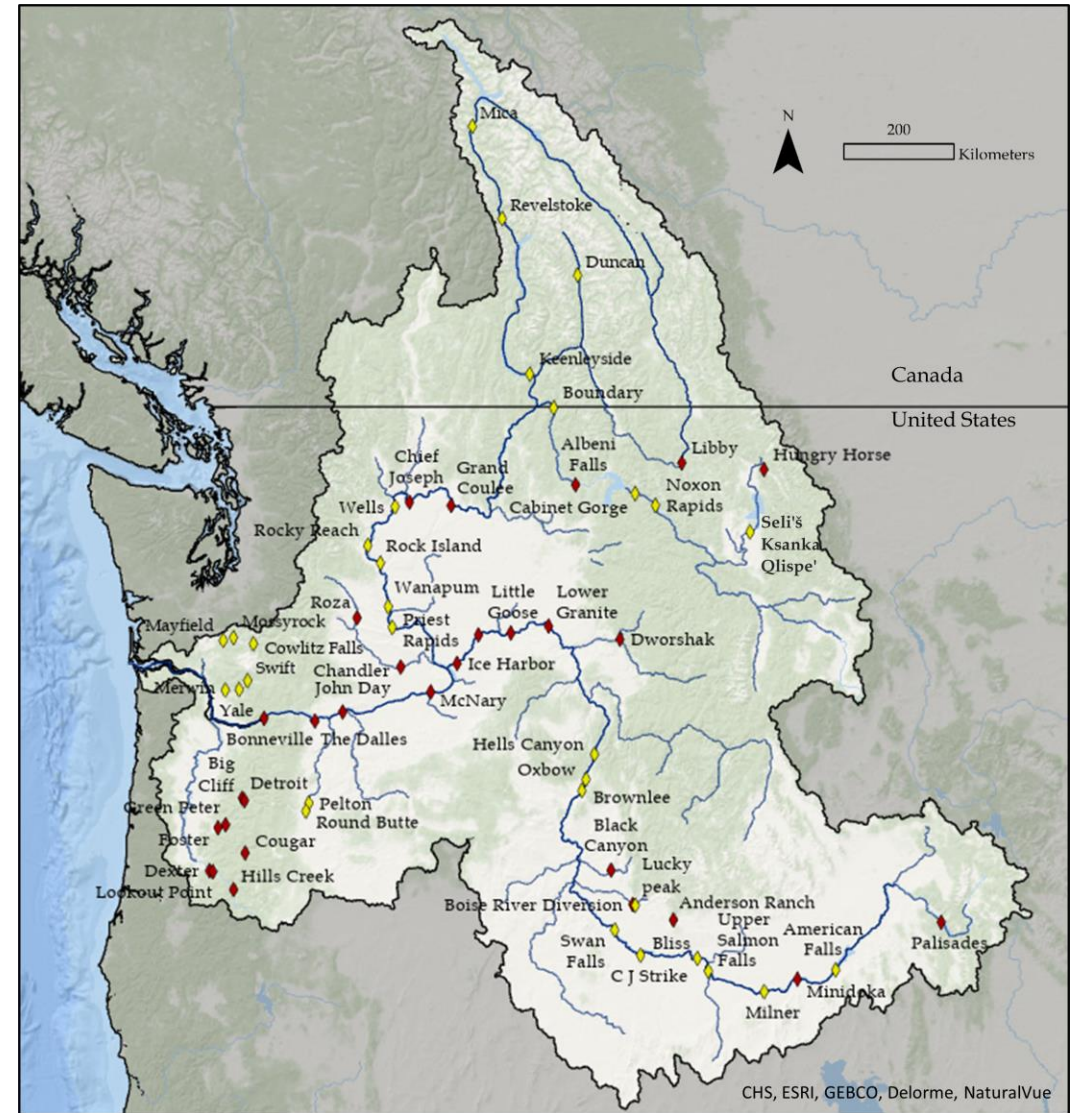 Mica
N
200
Kilometers
Revelstoke
Duncan
Keenleyside
Canada
Boundary
United States
Albeni
Falls
Libby
Hungry Horse
Chief
Joseph
Grand
Coulee
Noxon
Rapids
Cabinet Gorge
Wells
Seli'š
Ksanka
Qlispe'
Rocky Reach
Rock Island
Wanapum
Little
Goose
Lower
Granite
Roza
Priest
Rapids
Mayfield
Mossyrock
Cowlitz Falls
Dworshak
Swift
Chandler
Ice Harbor
John Day
Merwin
McNary
Yale
Bonneville
The Dalles
Hells Canyon
Oxbow
Big
Cliff
Detroit
Brownlee
Green Peter
Pelton
Round Butte
Black
Canyon
Foster
Cougar
Lucky
peak
Dexter
Hills Creek
Lookout Point
Boise River Diversion
Anderson Ranch
Upper
Salmon
Falls
American
Falls
Swan
Falls
Bliss
Palisades
C J Strike
Minidoka
Milner
CHS, ESRI, GEBCO, Delorme, NaturalVue